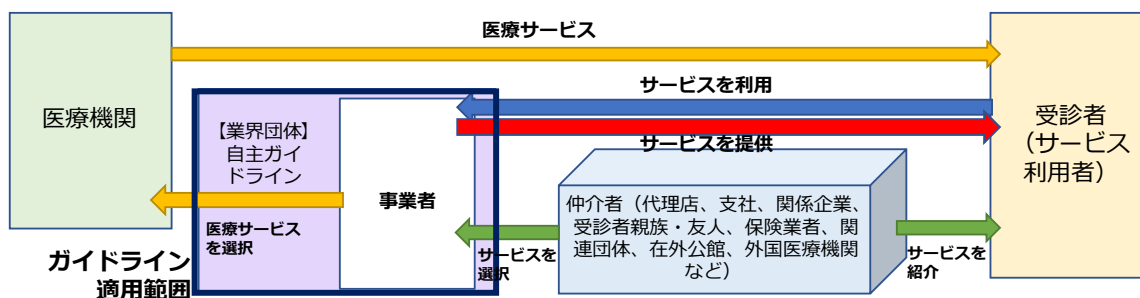 医療サービス
医療機関
サービスを利用
【業界団体】
自主ガイ
ドライン
事業者
サービスを提供
受診者
（サービス
利用者）
医療サービス
を選択
サービスを
選択
仲介者（代理店、支社、関係企業、
受診者親族・友人、保険業者、関
連団体、在外公館、外国医療機関
など）
サービスを
紹介
ガイドライン
適用範囲